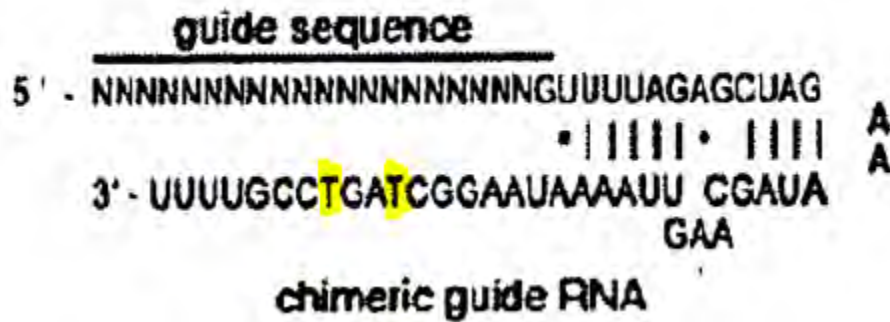 guide sequence
5' - NNNNNNNNNNNNNNNNNNNNGUUUUAGAGCUAG
A
A
3' - UUUUGCCTGATCGGAAUAAAAUU CGAUA
GAA
chimeric guide RNA